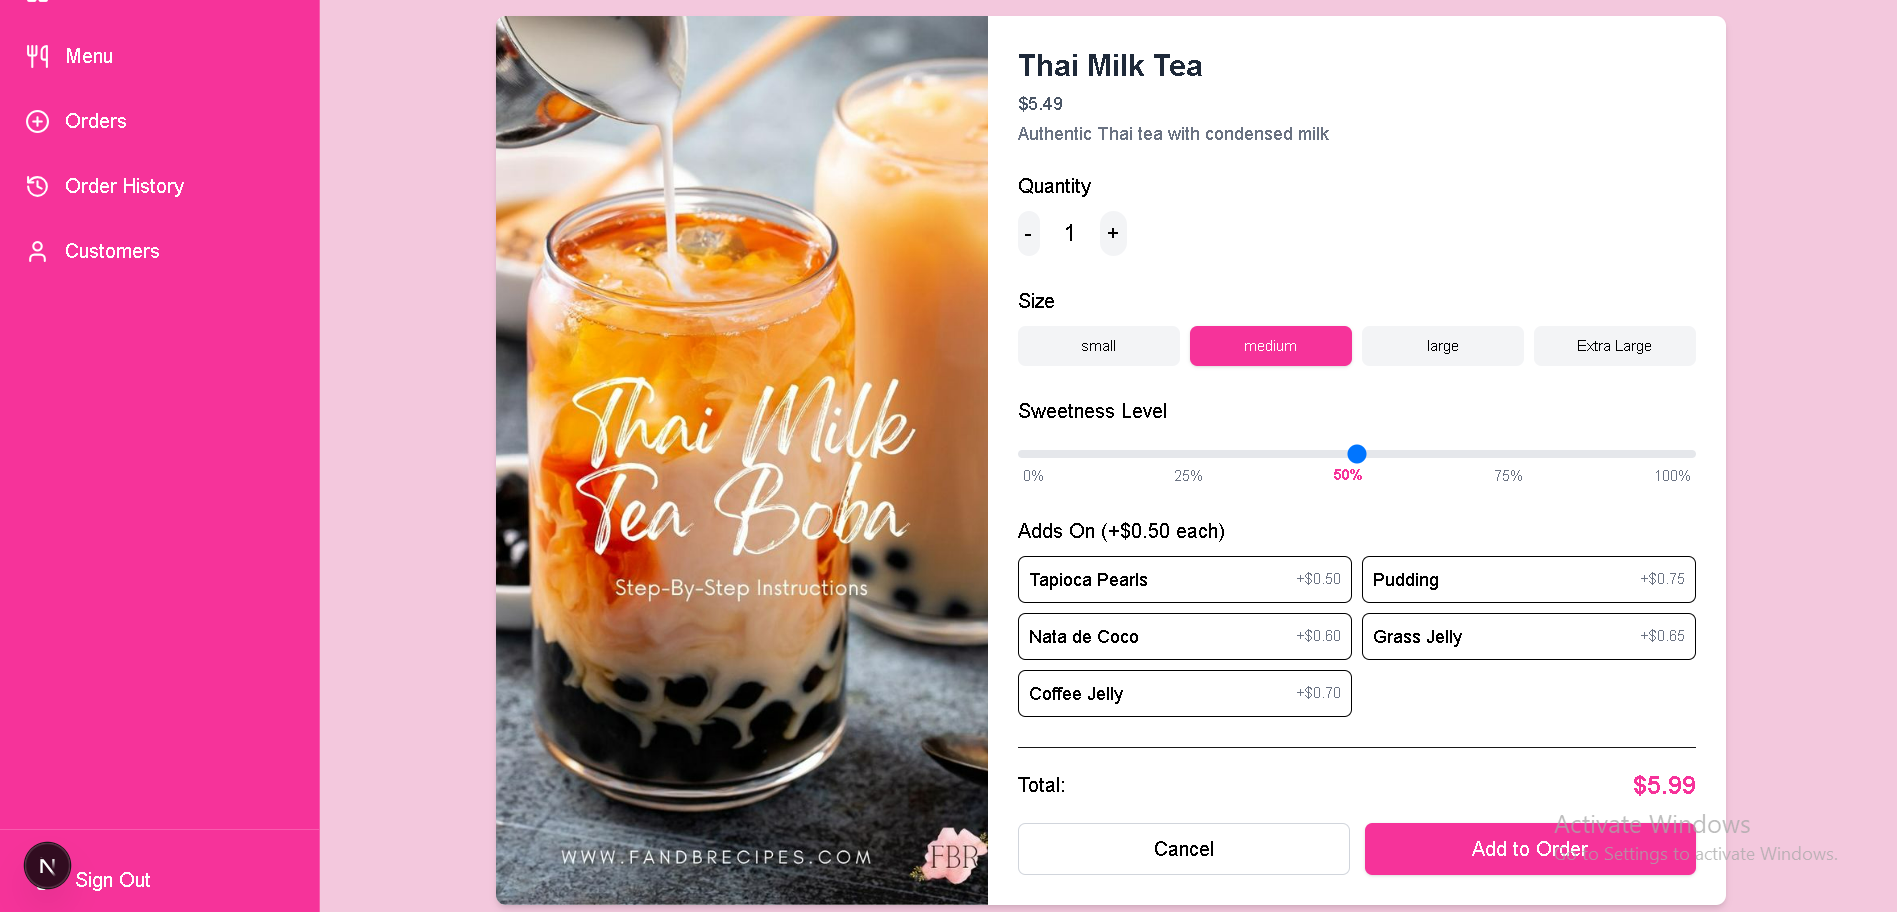 Menu
Orders
Order History
Customers
Sign Out
N
Thai Milk
Tea Boba
Step-By-Step Instructions
WWW.FANDBRECIPES.COM
FBR
Thai Milk Tea
$5.49
Authentic Thai tea with condensed milk
Quantity
- 1 +
Size
small medium large Extra Large
Sweetness Level
0% 25% 50% 75% 100%
Adds On (+$0.50 each)
Tapioca Pearls +$0.50 Pudding +$0.75
Nata de Coco +$0.60 Grass Jelly +$0.65
Coffee Jelly +$0.70
Total: $5.99
Cancel Add to Order
Activate Windows
Go to Settings to activate Windows.